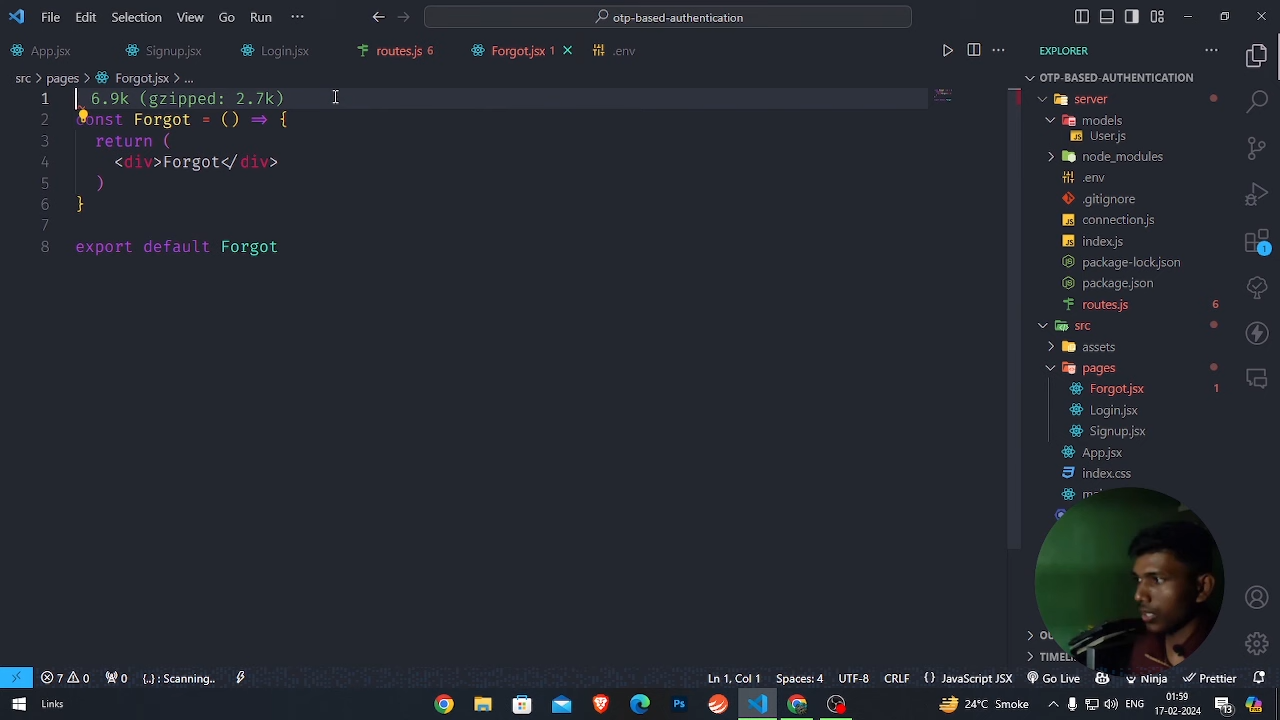 File Edit Selection View Go Run ···
otp-based-authentication
App.jsx Signup.jsx Login.jsx routes.js 6 Forgot.jsx 1 .env
EXPLORER
src > pages > Forgot.jsx > ...
OTP-BASED-AUTHENTICATION
1 6.9k (gzipped: 2.7k)
2 const Forgot = () => {
3 return (
4 <div>Forgot</div>
5 )
6 }
7
8 export default Forgot
server
models
User.js
node_modules
.env
.gitignore
connection.js
index.js
package-lock.json
package.json
routes.js 6
src
assets
pages
Forgot.jsx 1
Login.jsx
Signup.jsx
App.jsx
index.css
1
7 0 0 {..} : Scanning.. Ln 1, Col 1 Spaces: 4 UTF-8 CRLF {} JavaScript JSX Go Live Ninja Prettier
Links 24°C Smoke ENG 01:59
17-02-2024